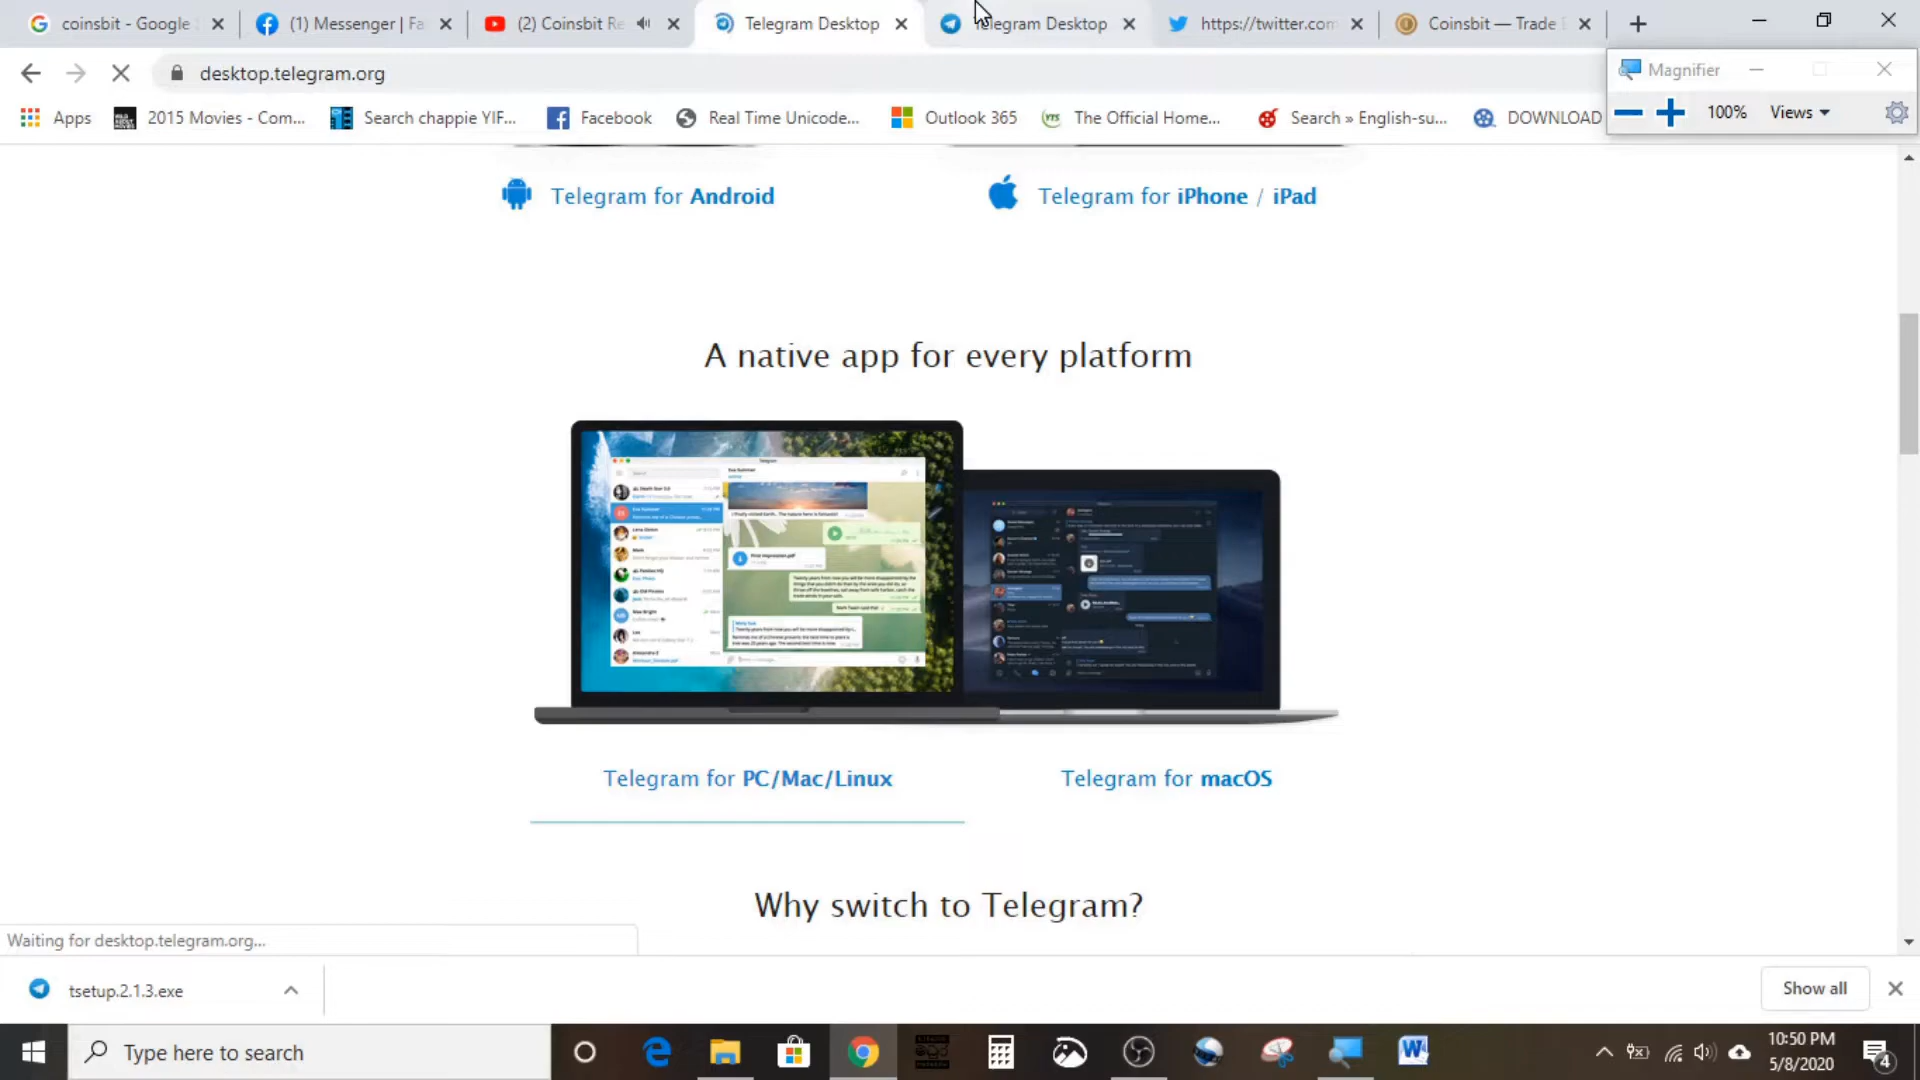 coinsbit - Google
(1) Messenger | Fa
(2) Coinsbit Re
Telegram Desktop
Telegram Desktop
https://twitter.com
Coinsbit — Trade
desktop.telegram.org
Magnifier
100%
Views
Apps
2015 Movies - Com...
Search chappie YIF...
Facebook
Real Time Unicode...
Outlook 365
The Official Home...
Search » English-su...
DOWNLOAD
Telegram for Android
Telegram for iPhone / iPad
A native app for every platform
Telegram for PC/Mac/Linux
Telegram for macOS
Why switch to Telegram?
Waiting for desktop.telegram.org...
tsetup.2.1.3.exe
Show all
Type here to search
10:50 PM
5/8/2020
4